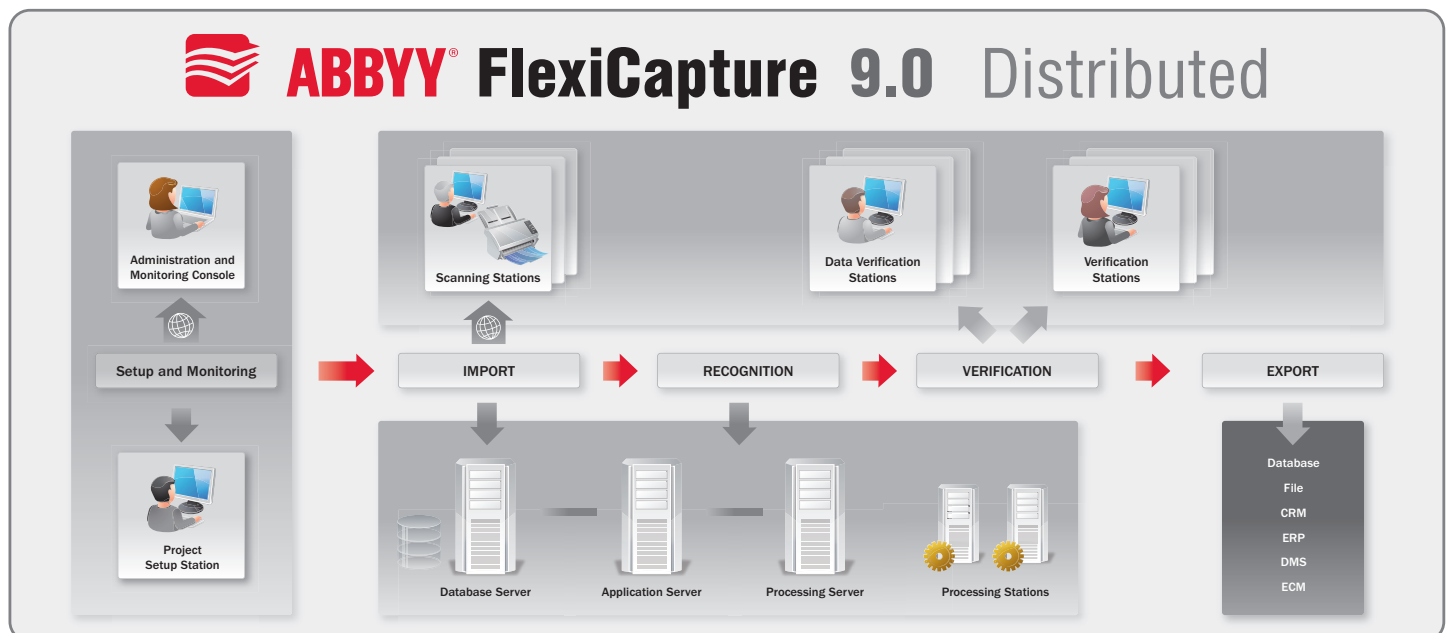 ABBYY® FlexiCapture 9.0 Distributed
Administration and
Monitoring Console
Scanning Stations
Data Verification
Stations
Verification
Stations
Setup and Monitoring
IMPORT
RECOGNITION
VERIFICATION
EXPORT
Project
Setup Station
Database Server
Application Server
Processing Server
Processing Stations
Database
File
CRM
ERP
DMS
ECM